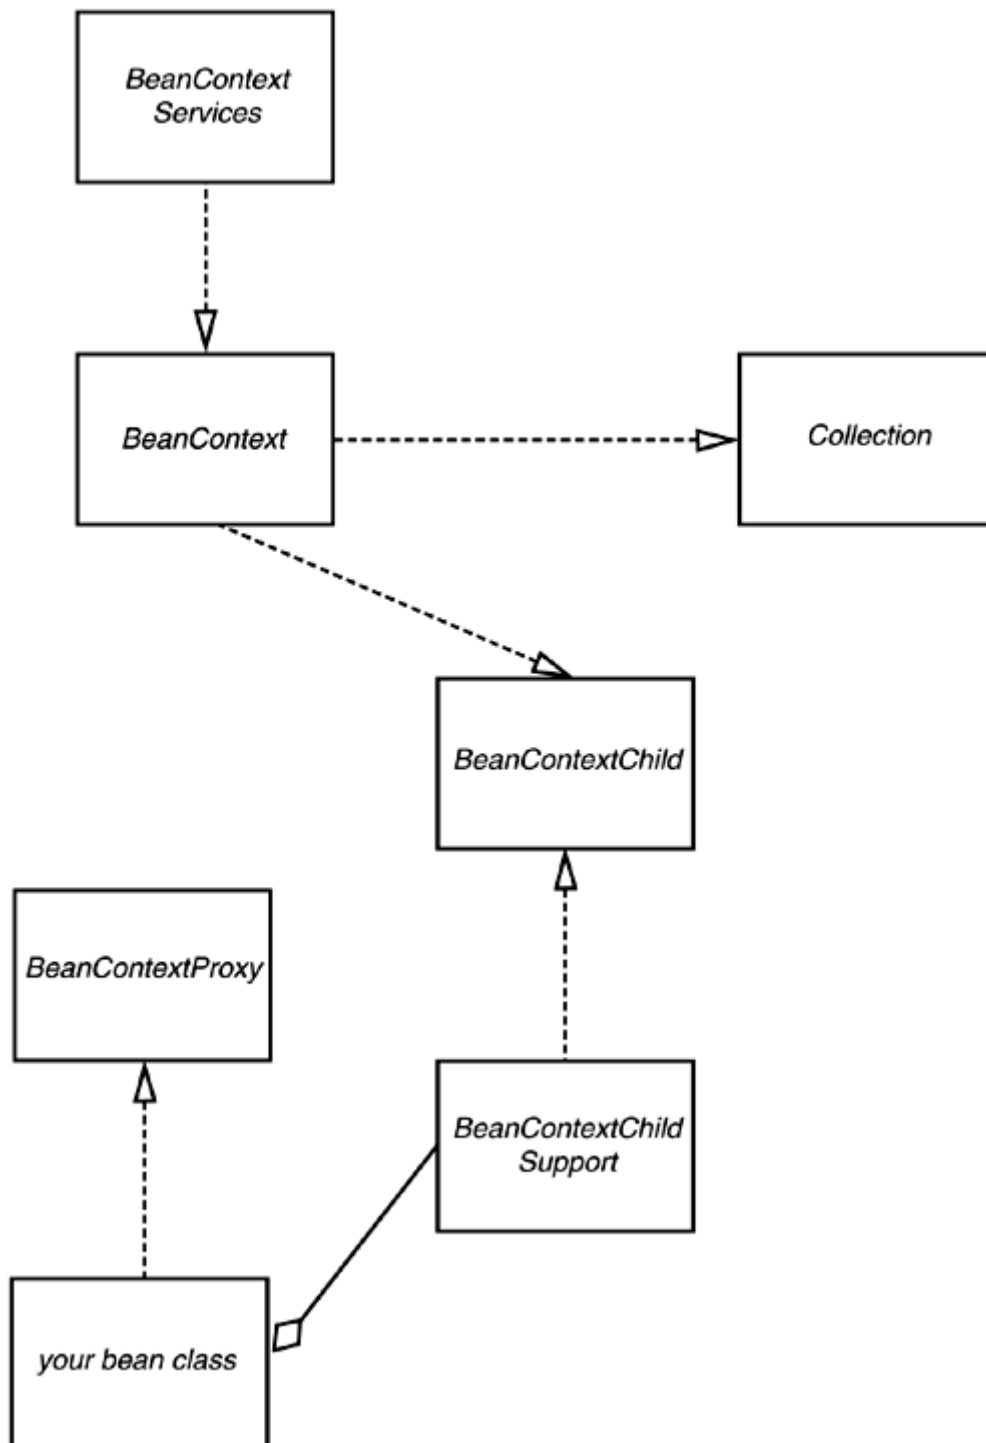 BeanContext
Services
BeanContext
Collection
BeanContextChild
BeanContextProxy
BeanContextChild
Support
your bean class